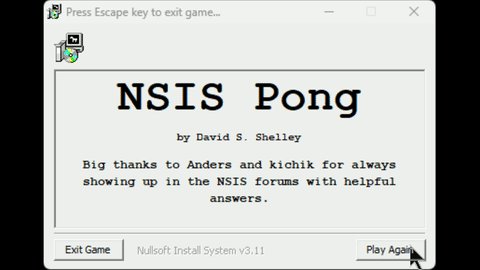 Press Escape key to exit game...
NSIS Pong
by David S. Shelley
Big thanks to Anders and kichik for always
showing up in the NSIS forums with helpful
answers.
Exit Game
Nullsoft Install System v3.11
Play Again